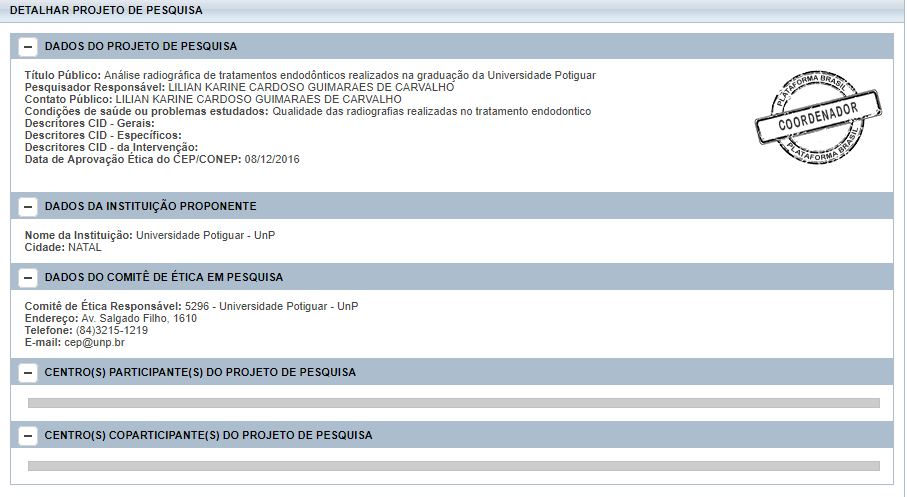 DETALHAR PROJETO DE PESQUISA
DADOS DO PROJETO DE PESQUISA
Título Público: Análise radiográfica de tratamentos endodônticos realizados na graduação da Universidade Potiguar
Pesquisador Responsável: LILIAN KARINE CARDOSO GUIMARAES DE CARVALHO
Contato Público: LILIAN KARINE CARDOSO GUIMARAES DE CARVALHO
Condições de saúde ou problemas estudados: Qualidade das radiografias realizadas no tratamento endodontico
Descritores CID - Gerais:
Descritores CID - Específicos:
Descritores CID - da Intervenção:
Data de Aprovação Ética do CEP/CONEP: 08/12/2016
PLATAFORMA BRASIL
COORDENADOR
PLATAFORMA BRASIL
DADOS DA INSTITUIÇÃO PROPONENTE
Nome da Instituição: Universidade Potiguar - UnP
Cidade: NATAL
DADOS DO COMITÊ DE ÉTICA EM PESQUISA
Comitê de Ética Responsável: 5296 - Universidade Potiguar - UnP
Endereço: Av. Salgado Filho, 1610
Telefone: (84)3215-1219
E-mail: cep@unp.br
CENTRO(S) PARTICIPANTE(S) DO PROJETO DE PESQUISA
CENTRO(S) COPARTICIPANTE(S) DO PROJETO DE PESQUISA